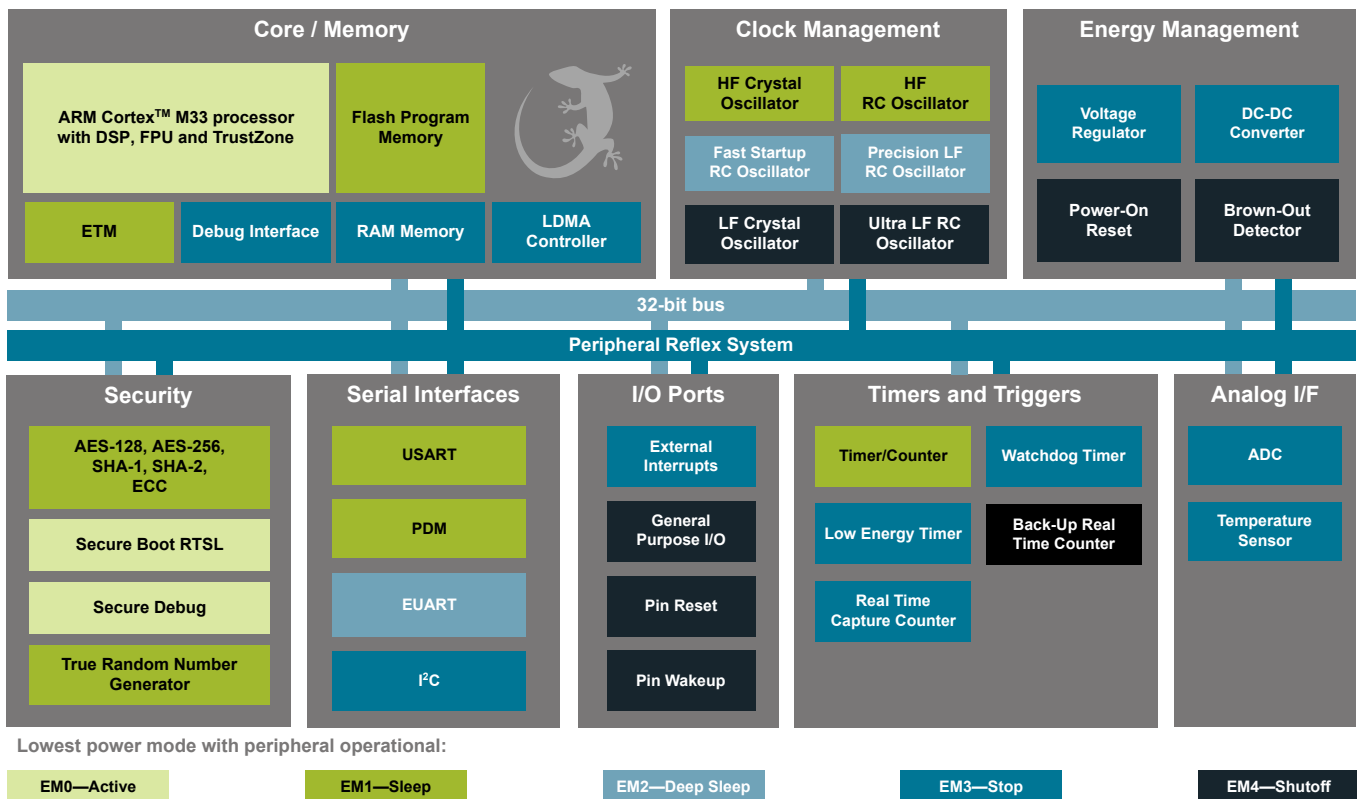 Core / Memory
ARM Cortex™ M33 processor
with DSP, FPU and TrustZone
Flash Program
Memory
ETM
Debug Interface
RAM Memory
LDMA
Controller
Clock Management
HF Crystal
Oscillator
HF
RC Oscillator
Fast Startup
RC Oscillator
Precision LF
RC Oscillator
LF Crystal
Oscillator
Ultra LF RC
Oscillator
Energy Management
Voltage
Regulator
DC-DC
Converter
Power-On
Reset
Brown-Out
Detector
32-bit bus
Peripheral Reflex System
Security
AES-128, AES-256,
SHA-1, SHA-2,
ECC
Secure Boot RTSL
Secure Debug
True Random Number
Generator
Serial Interfaces
USART
PDM
EUART
I²C
I/O Ports
External
Interrupts
General
Purpose I/O
Pin Reset
Pin Wakeup
Timers and Triggers
Timer/Counter
Watchdog Timer
Low Energy Timer
Back-Up Real
Time Counter
Real Time
Capture Counter
Analog I/F
ADC
Temperature
Sensor
Lowest power mode with peripheral operational:
EM0—Active
EM1—Sleep
EM2—Deep Sleep
EM3—Stop
EM4—Shutoff